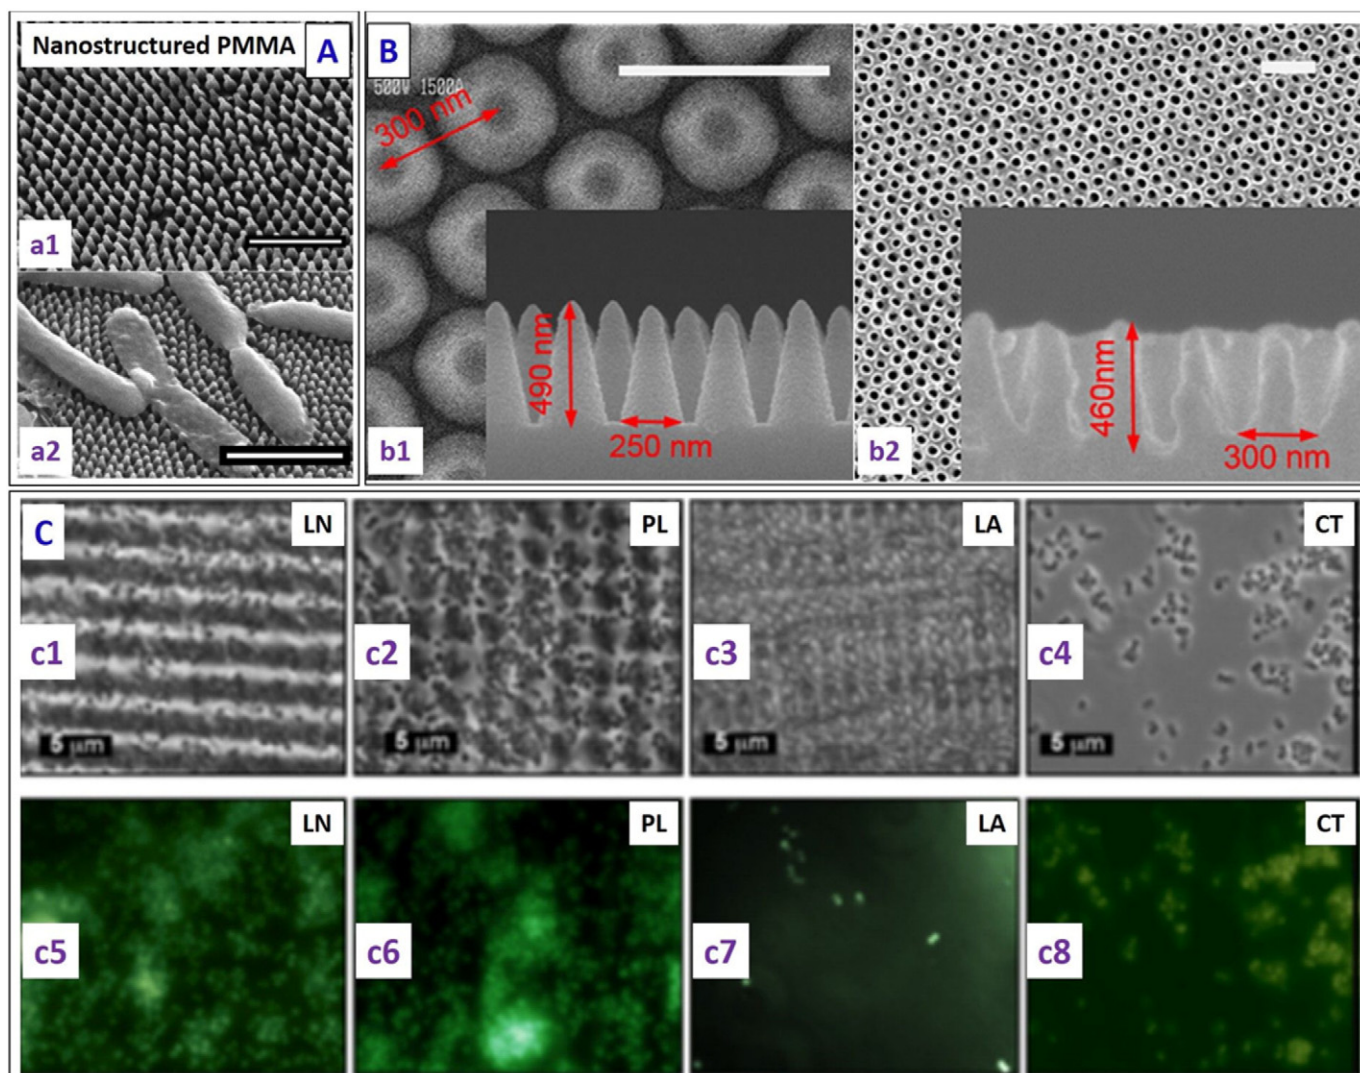 Nanostructured PMMA
A
a1
a2
B
500V 1500A
300 nm
490 nm
250 nm
b1
460nm
300 nm
b2
C
LN
c1
5 µm
PL
c2
5 µm
LA
c3
5 µm
CT
c4
5 µm
LN
c5
PL
c6
LA
c7
CT
c8